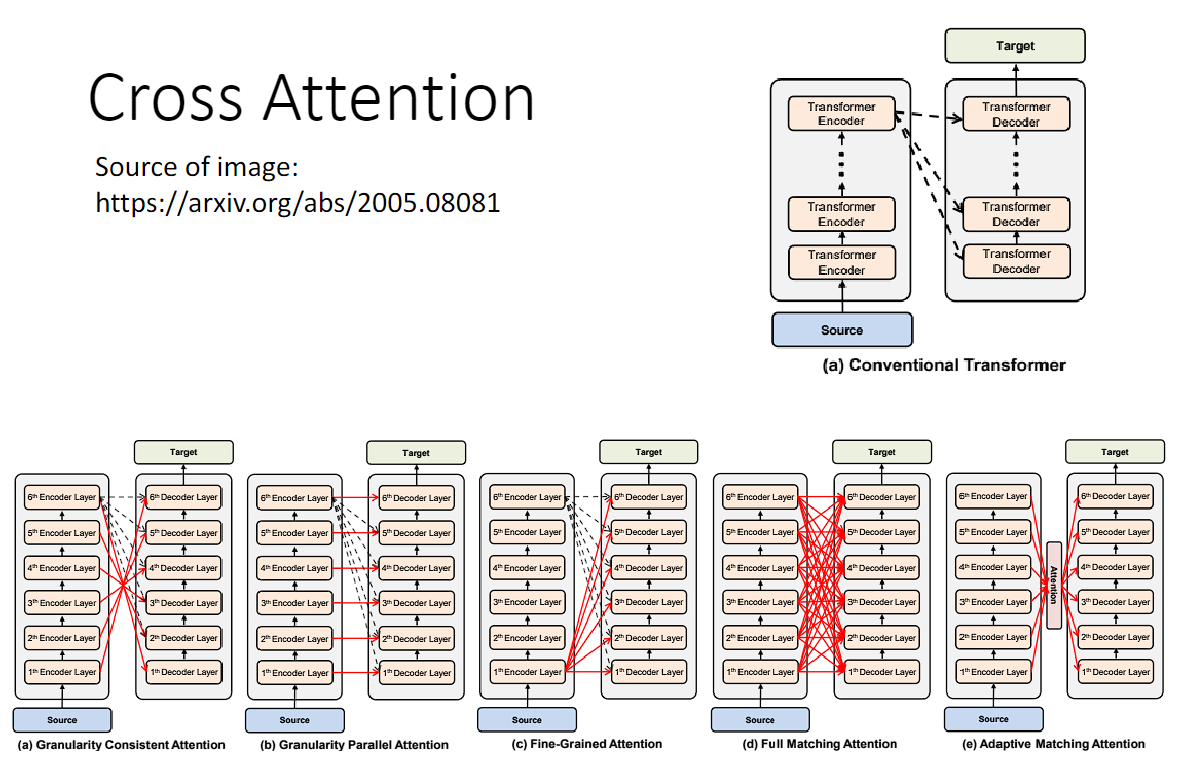 Cross Attention
Source of image:
https://arxiv.org/abs/2005.08081
Target
Transformer
Encoder
Transformer
Decoder
Transformer
Encoder
Transformer
Decoder
Transformer
Encoder
Transformer
Decoder
Source
(a) Conventional Transformer
Target
6th Encoder Layer
6th Decoder Layer
5th Encoder Layer
5th Decoder Layer
4th Encoder Layer
4th Decoder Layer
3th Encoder Layer
3th Decoder Layer
2th Encoder Layer
2th Decoder Layer
1th Encoder Layer
1th Decoder Layer
Source
(a) Granularity Consistent Attention
Target
6th Encoder Layer
6th Decoder Layer
5th Encoder Layer
5th Decoder Layer
4th Encoder Layer
4th Decoder Layer
3th Encoder Layer
3th Decoder Layer
2th Encoder Layer
2th Decoder Layer
1th Encoder Layer
1th Decoder Layer
Source
(b) Granularity Parallel Attention
Target
6th Encoder Layer
6th Decoder Layer
5th Encoder Layer
5th Decoder Layer
4th Encoder Layer
4th Decoder Layer
3th Encoder Layer
3th Decoder Layer
2th Encoder Layer
2th Decoder Layer
1th Encoder Layer
1th Decoder Layer
Source
(c) Fine-Grained Attention
Target
6th Encoder Layer
6th Decoder Layer
5th Encoder Layer
5th Decoder Layer
4th Encoder Layer
4th Decoder Layer
3th Encoder Layer
3th Decoder Layer
2th Encoder Layer
2th Decoder Layer
1th Encoder Layer
1th Decoder Layer
Source
(d) Full Matching Attention
Target
6th Encoder Layer
6th Decoder Layer
5th Encoder Layer
5th Decoder Layer
4th Encoder Layer
4th Decoder Layer
Attention
3th Encoder Layer
3th Decoder Layer
2th Encoder Layer
2th Decoder Layer
1th Encoder Layer
1th Decoder Layer
Source
(e) Adaptive Matching Attention